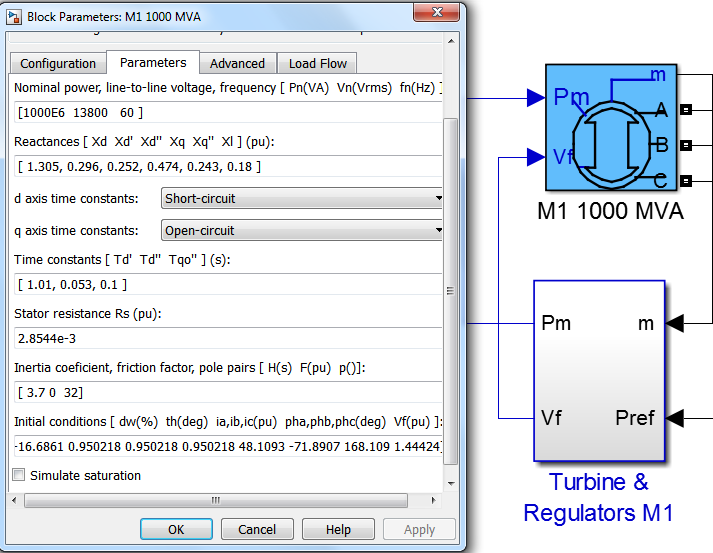 Block Parameters: M1 1000 MVA
Configuration Parameters Advanced Load Flow
Nominal power, line-to-line voltage, frequency [ Pn(VA) Vn(Vrms) fn(Hz) ]
[1000E6 13800 60 ]
Reactances [ Xd Xd' Xd'' Xq Xq'' Xl ] (pu):
[ 1.305, 0.296, 0.252, 0.474, 0.243, 0.18 ]
d axis time constants: Short-circuit
q axis time constants: Open-circuit
Time constants [ Td' Td'' Tqo'' ] (s):
[ 1.01, 0.053, 0.1 ]
Stator resistance Rs (pu):
2.8544e-3
Inertia coeficient, friction factor, pole pairs [ H(s) F(pu) p()]:
[ 3.7 0 32]
Initial conditions [ dw(%) th(deg) ia,ib,ic(pu) pha,phb,phc(deg) Vf(pu) ]:
-16.6861 0.950218 0.950218 0.950218 48.1093 -71.8907 168.109 1.44424]
Simulate saturation
OK Cancel Help Apply
m
Pm A
B
Vf
C
M1 1000 MVA
Pm m
Vf Pref
Turbine &
Regulators M1